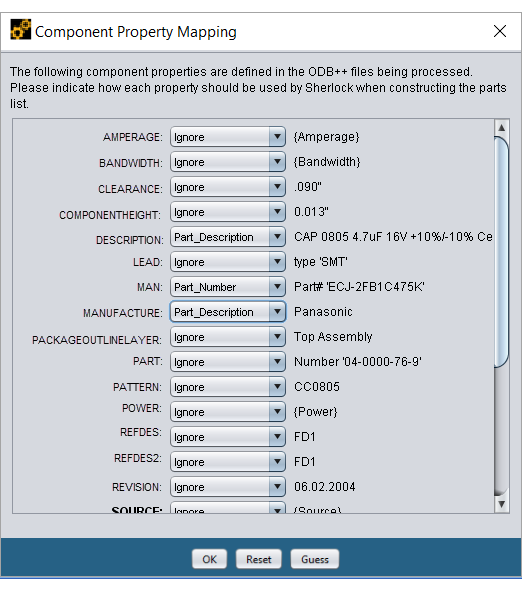 Component Property Mapping
The following component properties are defined in the ODB++ files being processed.
Please indicate how each property should be used by Sherlock when constructing the parts
list.
AMPERAGE: Ignore {Amperage}
BANDWIDTH: Ignore {Bandwidth}
CLEARANCE: Ignore .090"
COMPONENTHEIGHT: Ignore 0.013"
DESCRIPTION: Part_Description CAP 0805 4.7uF 16V +10%/-10% Ce
LEAD: Ignore type 'SMT'
MAN: Part_Number Part# 'ECJ-2FB1C475K'
MANUFACTURE: Part_Description Panasonic
PACKAGEOUTLINELAYER: Ignore Top Assembly
PART: Ignore Number '04-0000-76-9'
PATTERN: Ignore CC0805
POWER: Ignore {Power}
REFDES: Ignore FD1
REFDES2: Ignore FD1
REVISION: Ignore 06.02.2004
SOURCE: Ignore {Source}
OK Reset Guess